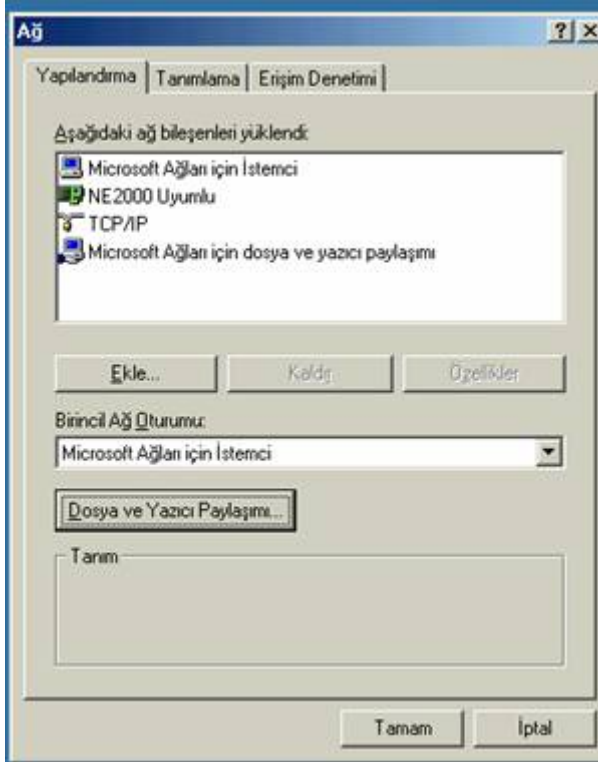 Ağ
Yapılandırma Tanımlama Erişim Denetimi
Aşağıdaki ağ bileşenleri yüklendi:
Microsoft Ağları için İstemci
NE2000 Uyumlu
TCP/IP
Microsoft Ağları için dosya ve yazıcı paylaşımı
Ekle... Kaldır Özellikler
Birincil Ağ Oturumu:
Microsoft Ağları için İstemci
Dosya ve Yazıcı Paylaşımı...
Tanım
Tamam İptal